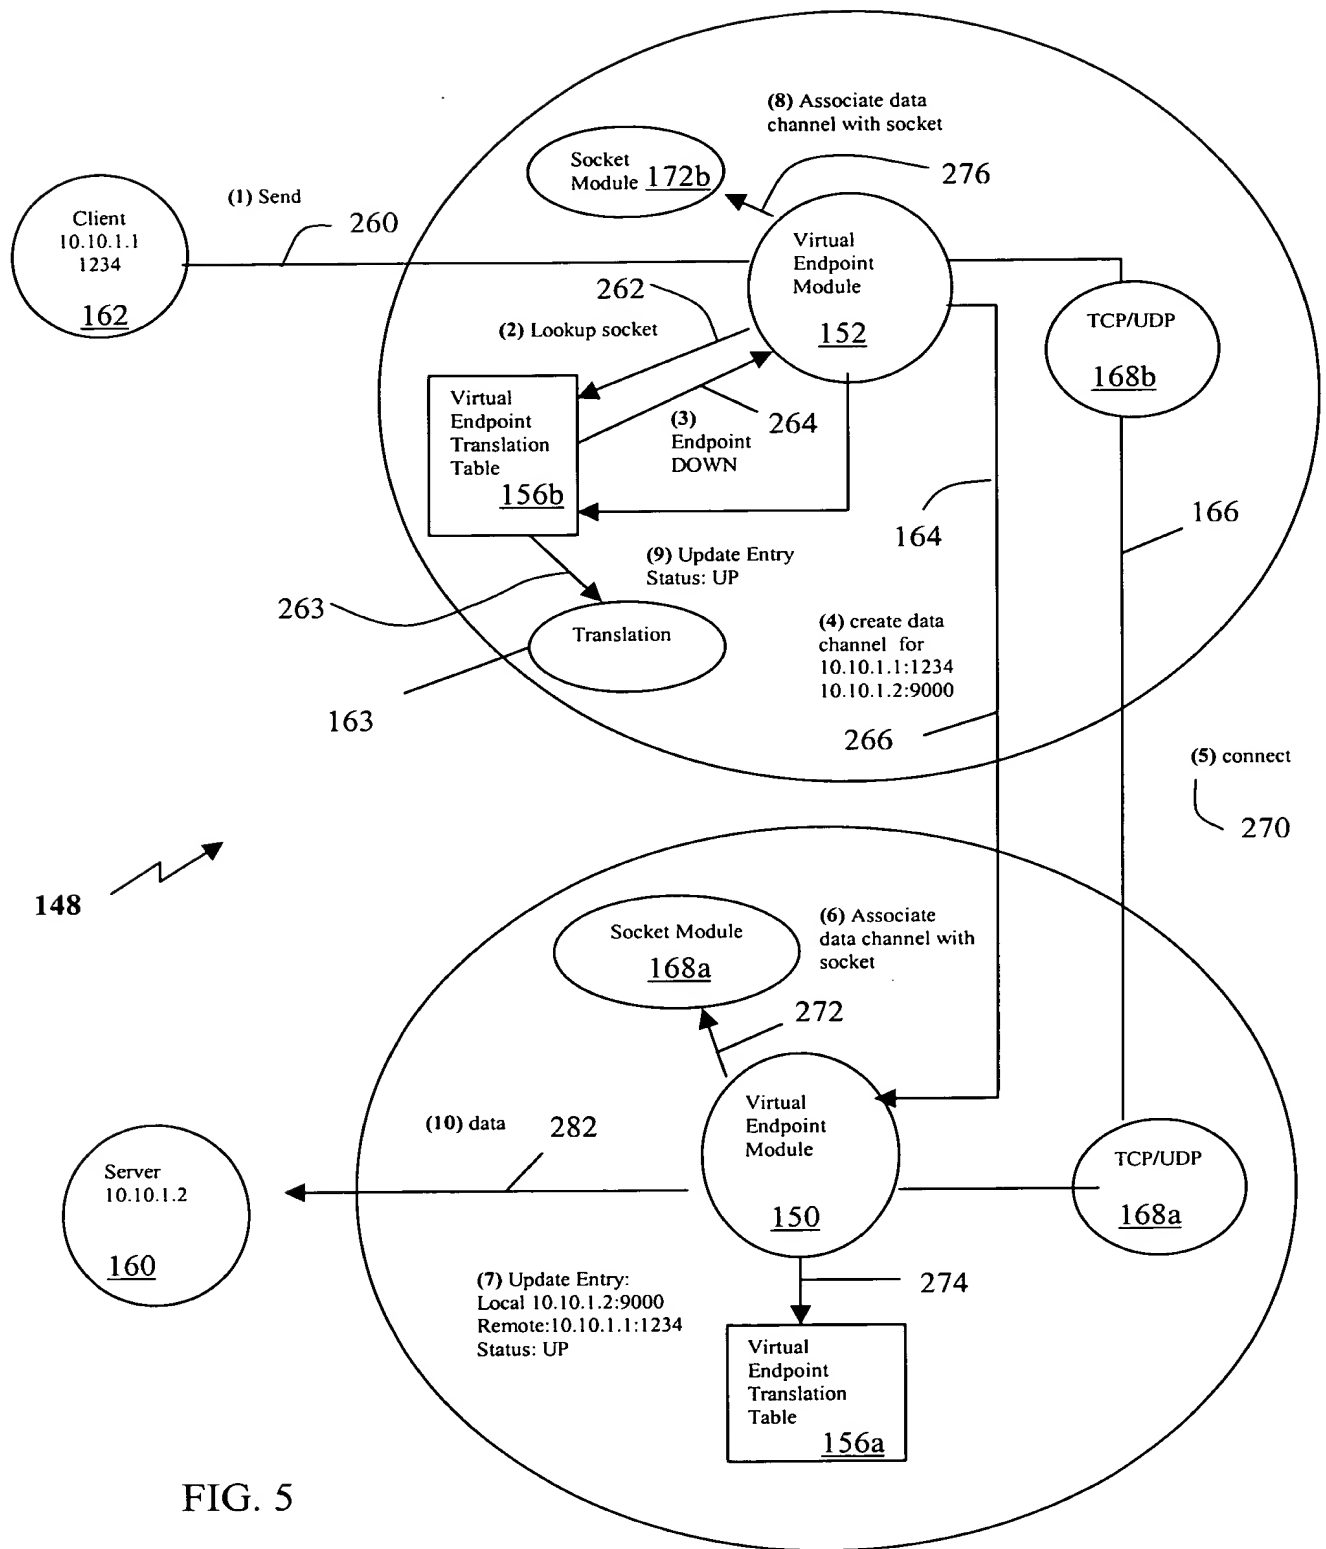 (8) Associate data
channel with socket
Socket
Module 172b
276
(1) Send
260
Client
10.10.1.1
1234
162
Virtual
Endpoint
Module
152
262
(2) Lookup socket
TCP/UDP
168b
Virtual
Endpoint
Translation
Table
156b
(3)
Endpoint
DOWN
264
164
166
(9) Update Entry
Status: UP
263
Translation
163
(4) create data
channel for
10.10.1.1:1234
10.10.1.2:9000
266
(5) connect
270
148
Socket Module
168a
(6) Associate
data channel with
socket
272
Virtual
Endpoint
Module
150
(10) data
282
Server
10.10.1.2
160
TCP/UDP
168a
(7) Update Entry:
Local 10.10.1.2:9000
Remote:10.10.1.1:1234
Status: UP
274
Virtual
Endpoint
Translation
Table
156a
FIG. 5